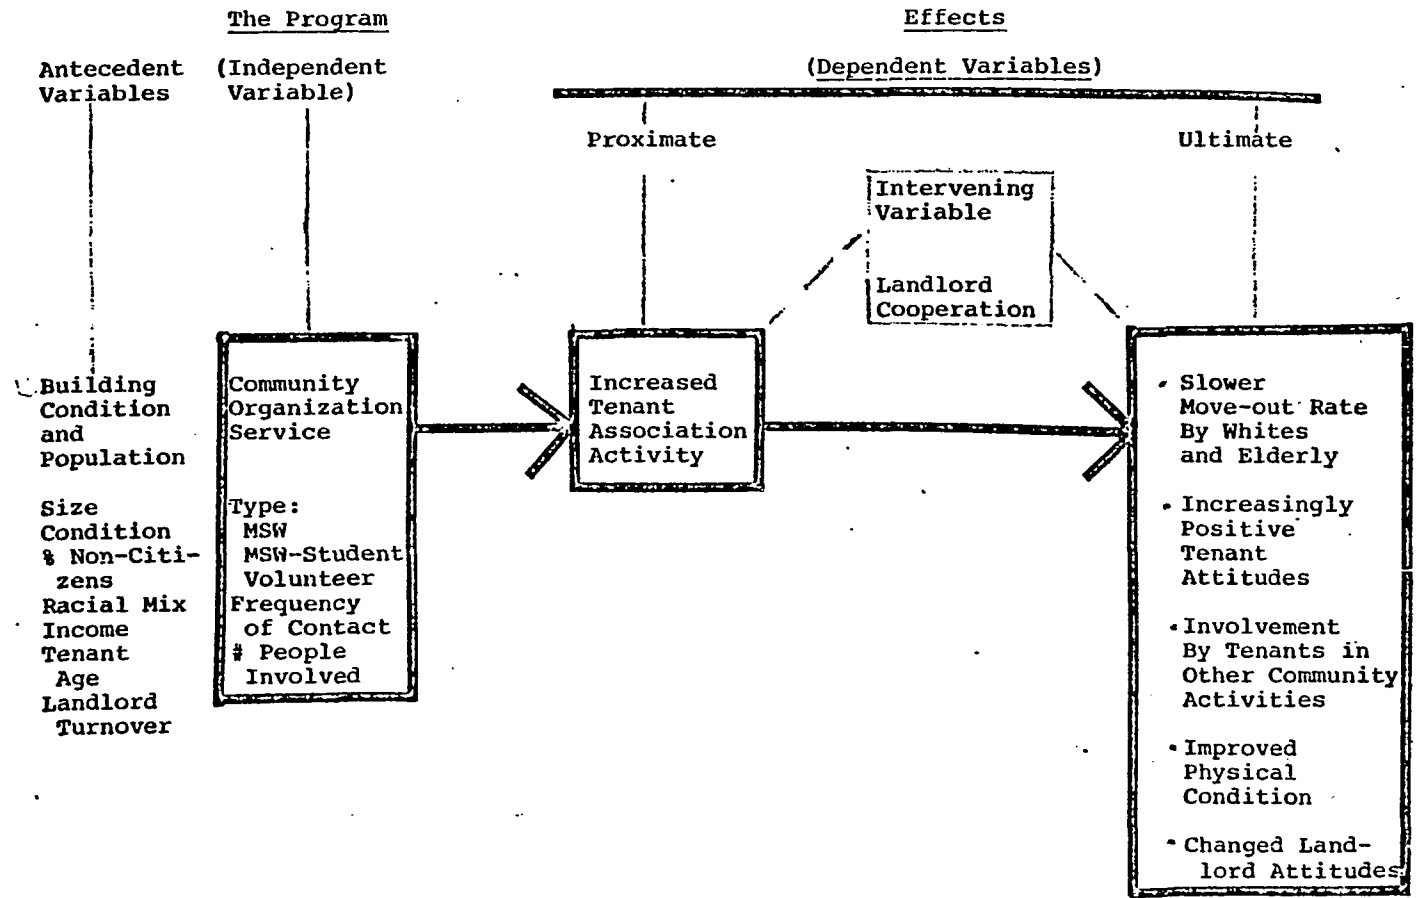 The Program
Effects
Antecedent
Variables
(Independent
Variable)
(Dependent Variables)
Proximate
Ultimate
Intervening
Variable
Landlord
Cooperation
Building
Condition
and
Population
Size
Condition
% Non-Citi-
zens
Racial Mix
Income
Tenant
Age
Landlord
Turnover
Community
Organization
Service
Type:
MSW
MSW-Student
Volunteer
Frequency
of Contact
# People
Involved
Increased
Tenant
Association
Activity
• Slower
Move-out Rate
By Whites
and Elderly
• Increasingly
Positive
Tenant
Attitudes
• Involvement
By Tenants in
Other Community
Activities
• Improved
Physical
Condition
• Changed Land-
lord Attitudes